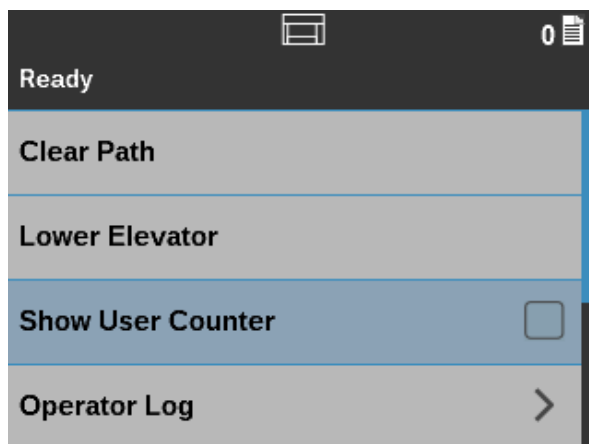 0
Ready
Clear Path
Lower Elevator
Show User Counter
Operator Log